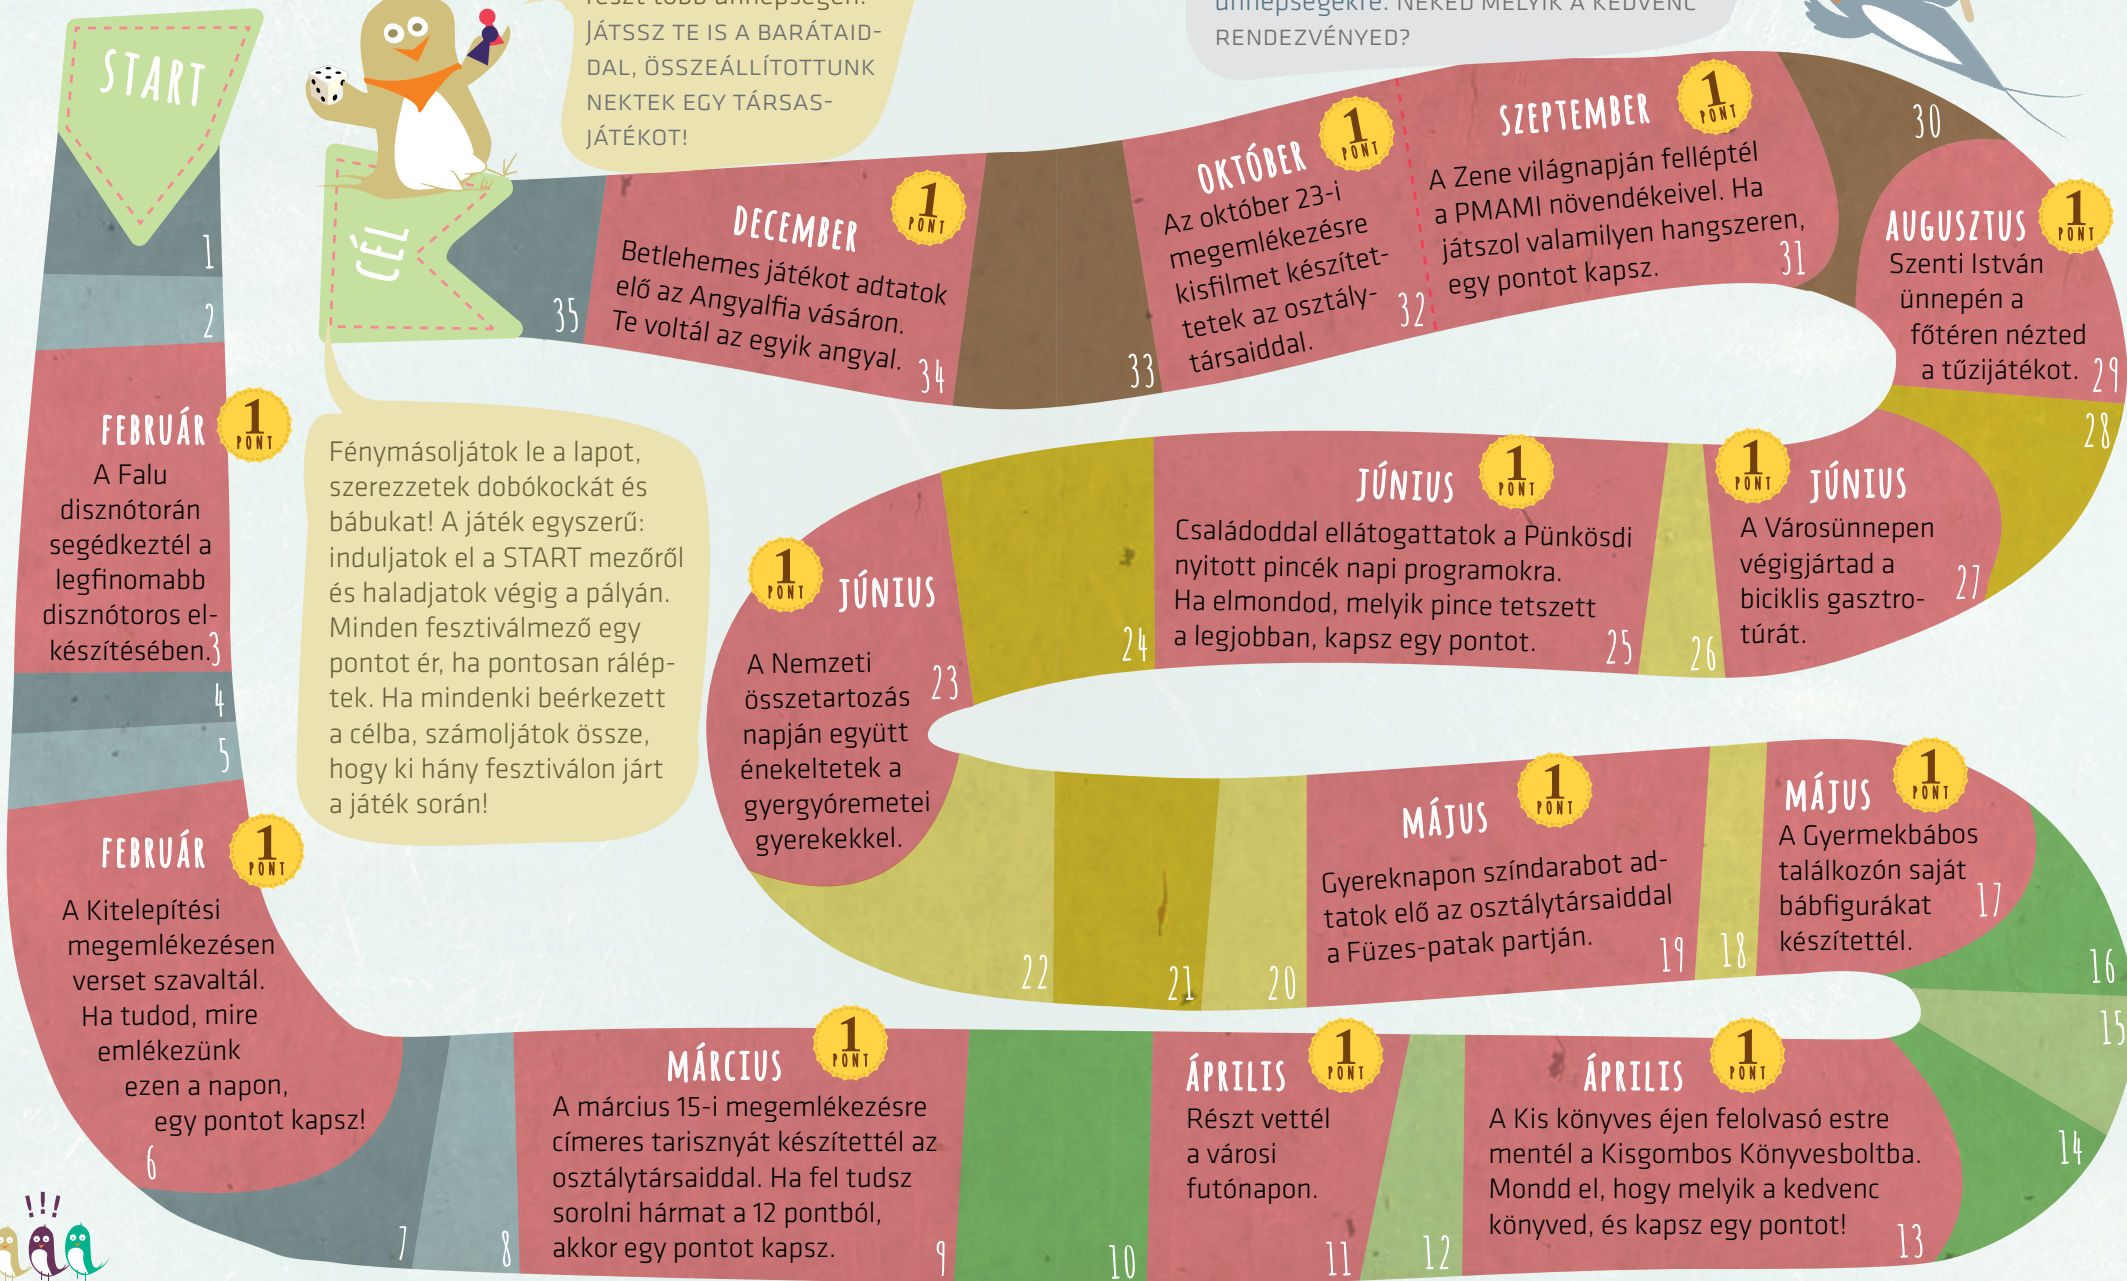 START
részt több ünnepségen.
JÁTSSZ TE IS A BARÁTAID-
DAL, ÖSSZEÁLLÍTOTTUNK
NEKTEK EGY TÁRSAS-
JÁTÉKOT!
ünnepségekre. NEKED MELYIK A KEDVENC
RENDEZVÉNYED?
1
2
FEBRUÁR
1
PONT
A Falu
disznótorán
segédkeztél a
legfinomabb
disznótoros el-
készítésében.
3
4
5
FEBRUÁR
1
PONT
A Kitelepítési
megemlékezésen
verset szavaltál.
Ha tudod, mire
emlékezünk
ezen a napon,
egy pontot kapsz!
6
7
8
MÁRCIUS
1
PONT
A március 15-i megemlékezésre
címeres tarisznyát készítettél az
osztálytársaiddal. Ha fel tudsz
sorolni hármat a 12 pontból,
akkor egy pontot kapsz.
9
10
ÁPRILIS
1
PONT
Részt vettél
a városi
futónapon.
11
12
ÁPRILIS
1
PONT
A Kis könyves éjen felolvasó estre
mentél a Kisgombos Könyvesboltba.
Mondd el, hogy melyik a kedvenc
könyved, és kapsz egy pontot!
13
14
15
16
MÁJUS
1
PONT
A Gyermekbábos
találkozón saját
bábfigurákat
készítettél.
17
18
MÁJUS
1
PONT
Gyereknapon színdarabot ad-
tatok elő az osztálytársaiddal
a Füzes-patak partján.
19
20
21
22
1
PONT
JÚNIUS
A Nemzeti
összetartozás
napján együtt
énekeltetek a
gyergyóremetei
gyerekekkel.
23
24
JÚNIUS
1
PONT
Családoddal ellátogattatok a Pünkösdi
nyitott pincék napi programokra.
Ha elmondod, melyik pince tetszett
a legjobban, kapsz egy pontot.
25
26
1
PONT
JÚNIUS
A Városünnepen
végigjártad a
biciklis gasztro-
túrát.
27
28
AUGUSZTUS
1
PONT
Szenti István
ünnepén a
főtéren nézted
a tűzijátékot.
29
30
SZEPTEMBER
1
PONT
A Zene világnapján felléptél
a PMAMI növendékeivel. Ha
játszol valamilyen hangszeren,
egy pontot kapsz.
31
OKTÓBER
1
PONT
Az október 23-i
megemlékezésre
kisfilmet készítet-
tetek az osztály-
társaiddal.
32
33
DECEMBER
1
PONT
Betlehemes játékot adtatok
elő az Angyalfia vásáron.
Te voltál az egyik angyal.
34
35
CÉL
Fénymásoljátok le a lapot,
szerezzetek dobókockát és
bábukat! A játék egyszerű:
induljatok el a START mezőről
és haladjatok végig a pályán.
Minden fesztiválmező egy
pontot ér, ha pontosan rálép-
tek. Ha mindenki beérkezett
a célba, számoljátok össze,
hogy ki hány fesztiválon járt
a játék során!
!!!